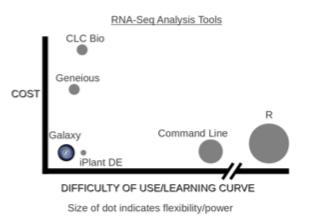 RNA-Seq Analysis Tools
CLC Bio
Geneious
COST
R
Command Line
Galaxy
iPlant DE
DIFFICULTY OF USE/LEARNING CURVE
Size of dot indicates flexibility/power